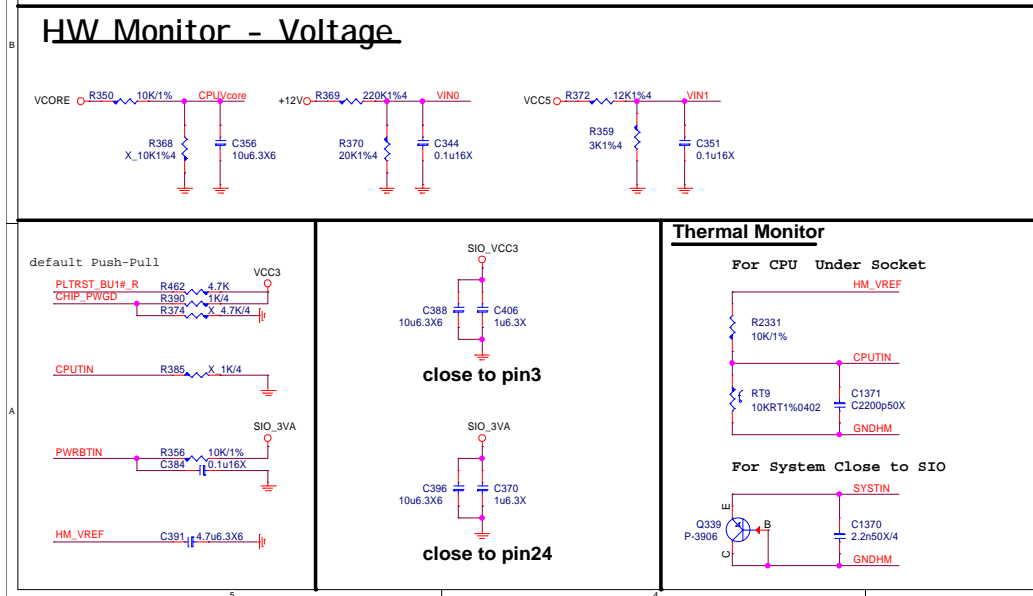 B
HW Monitor - Voltage
VCORE R350 10K/1% CPUVcore
R368
X_10K1%4
C356
10u6.3X6
+12V R369 220K1%4 VIN0
R370
20K1%4
C344
0.1u16X
VCC5 R372 12K1%4 VIN1
R359
3K1%4
C351
0.1u16X
default Push-Pull
VCC3
PLTRST_BU1#_R R462 4.7K
CHIP_PWGD R390 1K/4
R374 X_4.7K/4
CPUTIN R385 X_1K/4
A
SIO_3VA
PWRBTIN R356 10K/1%
C384 0.1u16X
HM_VREF C391 4.7u6.3X6
SIO_VCC3
C388
10u6.3X6
C406
1u6.3X
close to pin3
SIO_3VA
C396
10u6.3X6
C370
1u6.3X
close to pin24
Thermal Monitor
For CPU Under Socket
HM_VREF
R2331
10K/1%
CPUTIN
RT9
10KRT1%0402
C1371
C2200p50X
GNDHM
For System Close to SIO
SYSTIN
E
Q339
P-3906
B
C
C1370
2.2n50X/4
GNDHM
5
4